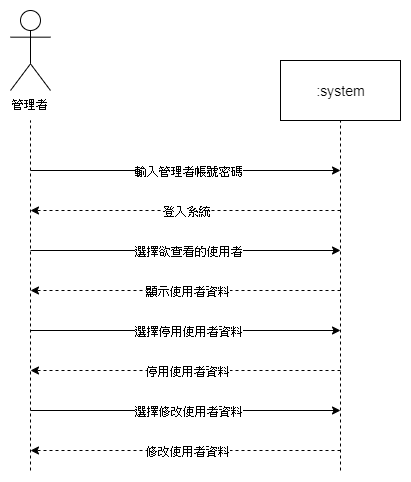 管理者
:system
輸入管理者帳號密碼
登入系統
選擇欲查看的使用者
顯示使用者資料
選擇停用使用者資料
停用使用者資料
選擇修改使用者資料
修改使用者資料